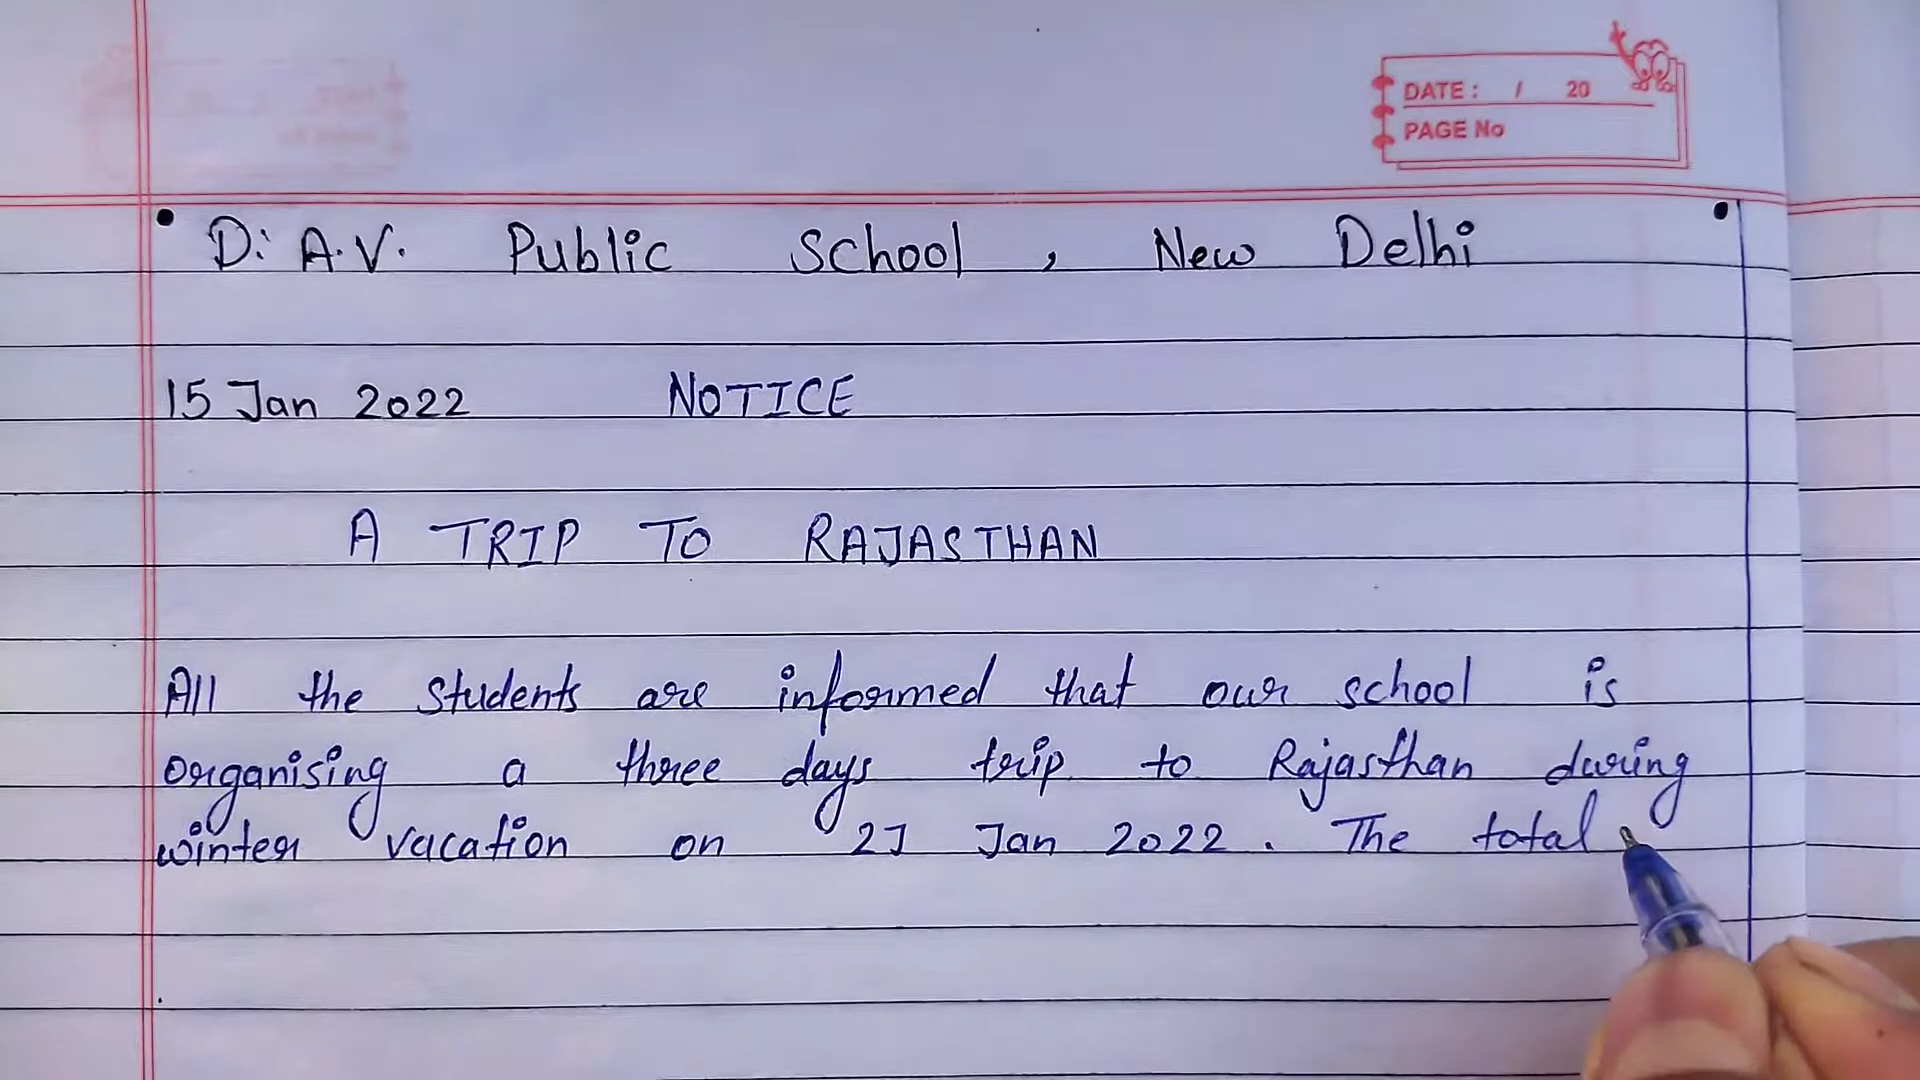 DATE: / 20
PAGE No
D. A.V. Public School, New Delhi
15 Jan 2022 NOTICE
A TRIP TO RAJASTHAN
All the students are informed that our school is
organising a three days trip to Rajasthan during
winter vacation on Jan 2022. The total